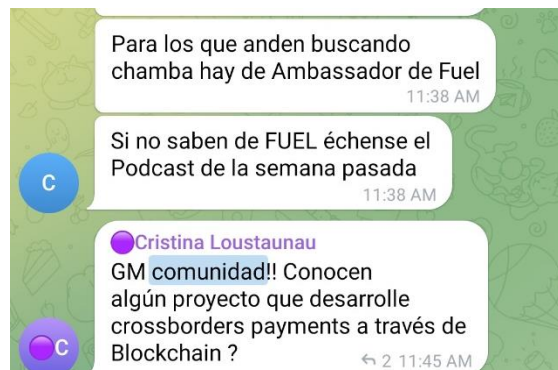 Para los que anden buscando
chamba hay de Ambassador de Fuel
11:38 AM
Si no saben de FUEL échense el
Podcast de la semana pasada
11:38 AM
C
Cristina Loustaunau
GM comunidad!! Conocen
algún proyecto que desarrolle
crossborders payments a través de
Blockchain ?
2 11:45 AM
C